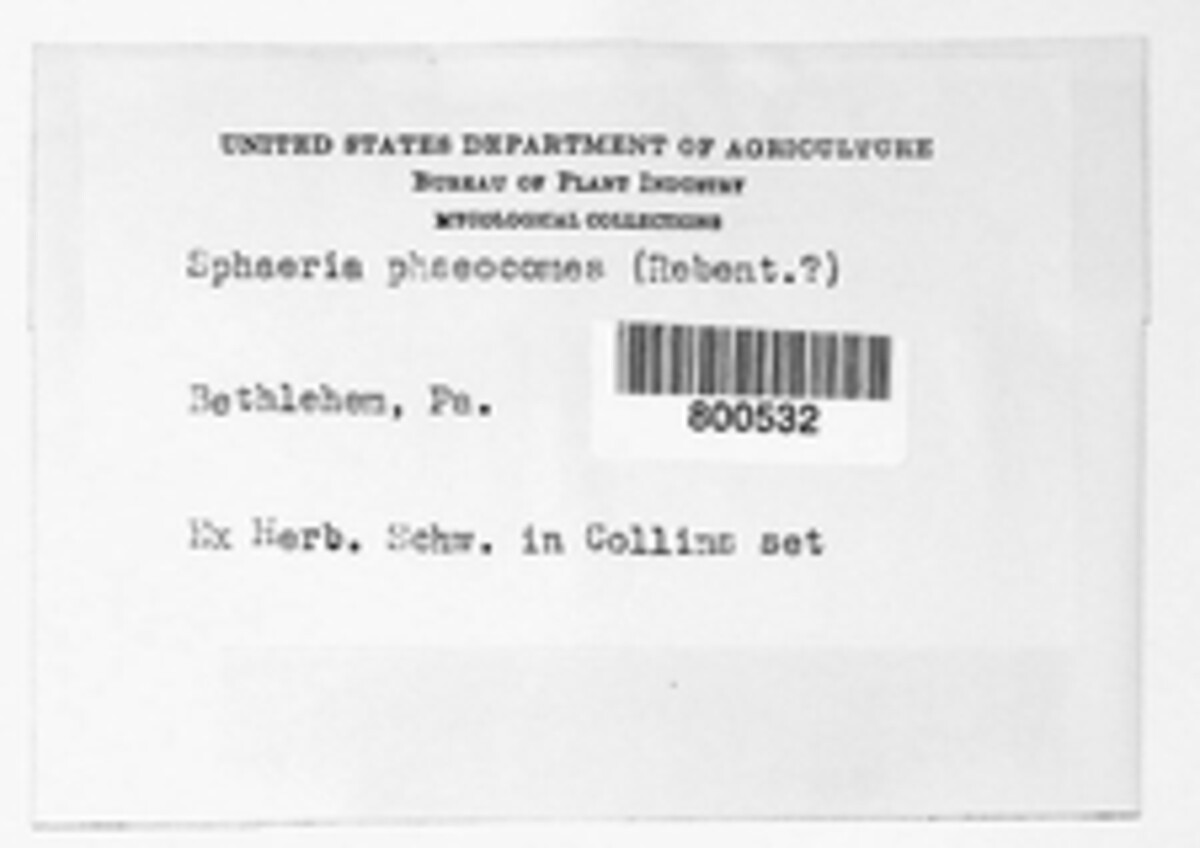 UNITED STATES DEPARTMENT OF AGRICULTURE
BUREAU OF PLANT INDUSTRY
MYCOLOGICAL COLLECTIONS
Sphaeria phaeocomes (Rebent.?)
Bethlehem, Pa.
800532
Ex Herb. Schw. in Collins set